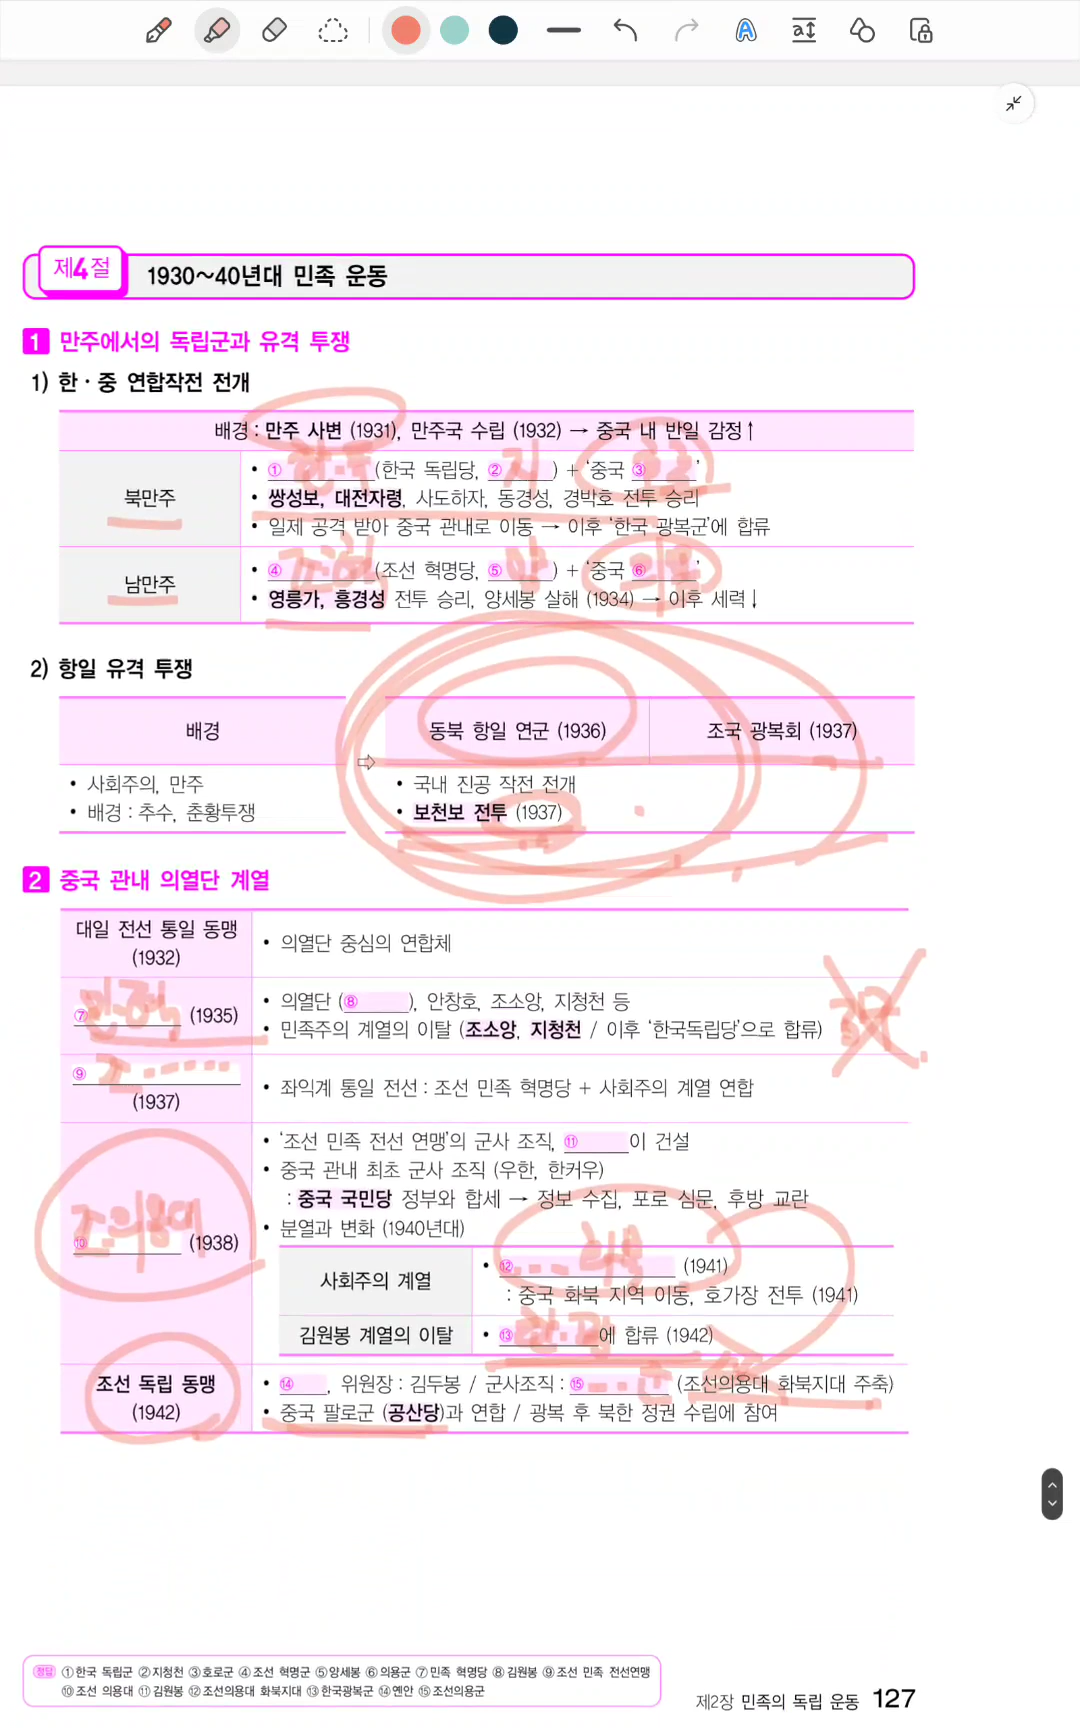 제4절 1930~40년대 민족 운동
1 만주에서의 독립군과 유격 투쟁
1) 한·중 연합작전 전개
배경 : 만주 사변 (1931), 만주국 수립 (1932) → 중국 내 반일 감정↑
북만주
• ① (한국 독립당, ② 지 ) + '중국 ③ '
• 쌍성보, 대전자령, 사도하자, 동경성, 경박호 전투 승리
• 일제 공격 받아 중국 관내로 이동 → 이후 '한국 광복군'에 합류
남만주
• ④ 조·혁 (조선 혁명당, ⑤ 양 ) + '중국 ⑥ '
• 영릉가, 흥경성 전투 승리, 양세봉 살해 (1934) → 이후 세력↓
2) 항일 유격 투쟁
배경
⇨
동북 항일 연군 (1936) 조국 광복회 (1937)
• 사회주의, 만주
• 배경 : 추수, 춘황투쟁
• 국내 진공 작전 전개
• 보천보 전투 (1937)
2 중국 관내 의열단 계열
대일 전선 통일 동맹
(1932)
• 의열단 중심의 연합체
⑦ 민·혁 (1935)
• 의열단 (⑧ ), 안창호, 조소앙, 지청천 등
• 민족주의 계열의 이탈 (조소앙, 지청천 / 이후 '한국독립당'으로 합류)
⑨ 조
(1937)
• 좌익계 통일 전선 : 조선 민족 혁명당 + 사회주의 계열 연합
⑩ 조의용대 (1938)
• '조선 민족 전선 연맹'의 군사 조직, ⑪ 이 건설
• 중국 관내 최초 군사 조직 (우한, 한커우)
: 중국 국민당 정부와 합세 → 정보 수집, 포로 심문, 후방 교란
• 분열과 변화 (1940년대)
사회주의 계열
• ⑫ 화북 (1941)
: 중국 화북 지역 이동, 호가장 전투 (1941)
김원봉 계열의 이탈
• ⑬ 한·광 에 합류 (1942)
조선 독립 동맹
(1942)
• ⑭ , 위원장 : 김두봉 / 군사조직 : ⑮ (조선의용대 화북지대 주축)
• 중국 팔로군 (공산당)과 연합 / 광복 후 북한 정권 수립에 참여
정답 ①한국 독립군 ②지청천 ③호로군 ④조선 혁명군 ⑤양세봉 ⑥의용군 ⑦민족 혁명당 ⑧김원봉 ⑨조선 민족 전선연맹
⑩조선 의용대 ⑪김원봉 ⑫조선의용대 화북지대 ⑬한국광복군 ⑭옌안 ⑮조선의용군
제2장 민족의 독립 운동 127